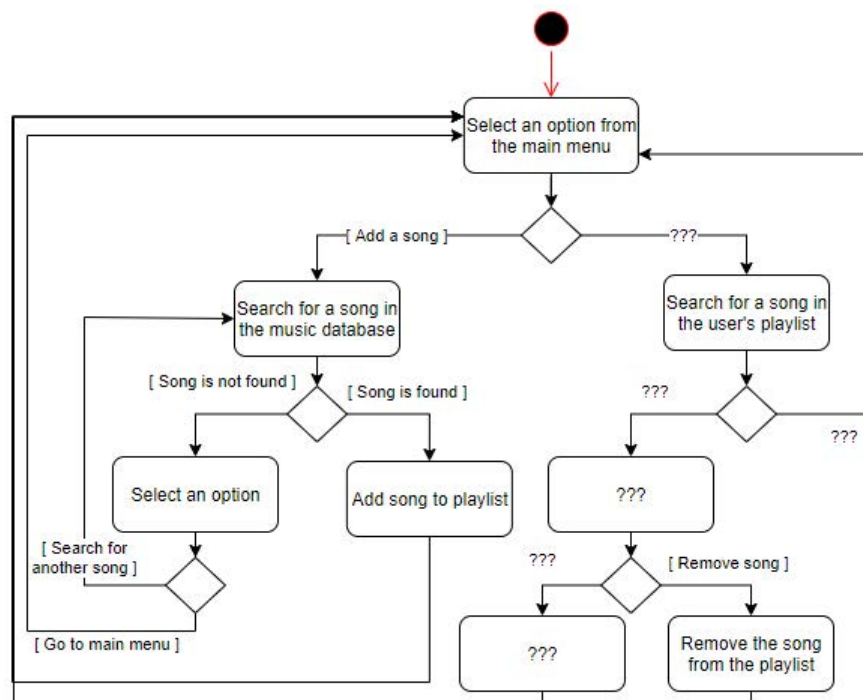 Select an option from
the main menu
[ Add a song ]
???
Search for a song in
the music database
Search for a song in
the user's playlist
[ Song is not found ]
[ Song is found ]
???
???
Select an option
Add song to playlist
???
[ Search for
another song ]
???
[ Remove song ]
[ Go to main menu ]
???
Remove the song
from the playlist